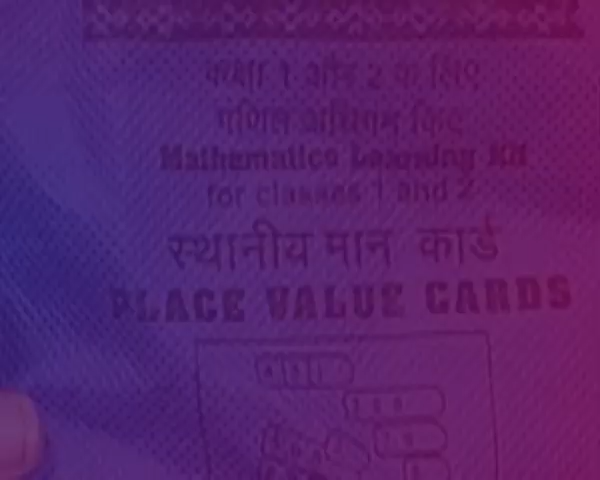 कक्षा 1 और 2 के लिए
गणित अधिगम किट
Mathematics Learning Kit
for classes 1 and 2
स्थानीय मान कार्ड
PLACE VALUE CARDS